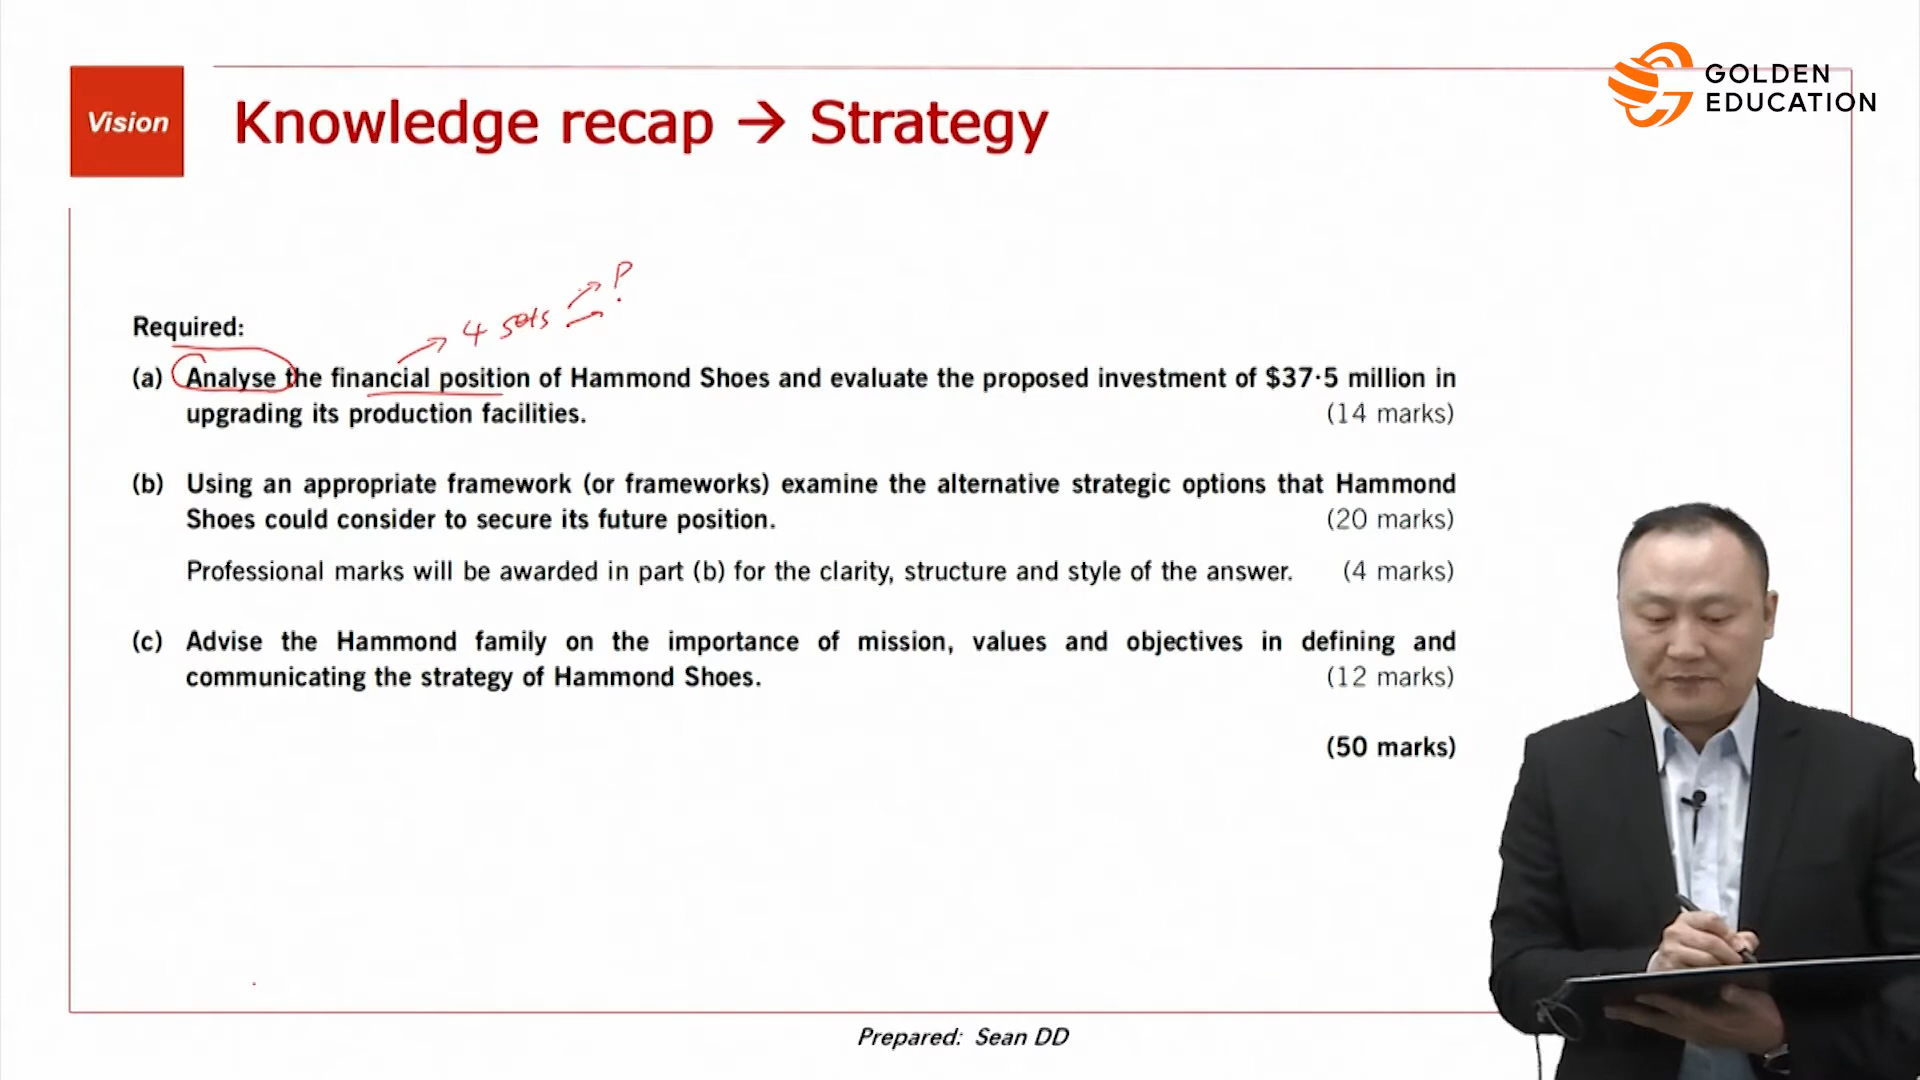 GOLDEN
EDUCATION
Vision
Knowledge recap → Strategy
P
4 sets
Required:
(a) Analyse the financial position of Hammond Shoes and evaluate the proposed investment of $37·5 million in
upgrading its production facilities. (14 marks)
(b) Using an appropriate framework (or frameworks) examine the alternative strategic options that Hammond
Shoes could consider to secure its future position. (20 marks)
Professional marks will be awarded in part (b) for the clarity, structure and style of the answer. (4 marks)
(c) Advise the Hammond family on the importance of mission, values and objectives in defining and
communicating the strategy of Hammond Shoes. (12 marks)
(50 marks)
Prepared: Sean DD